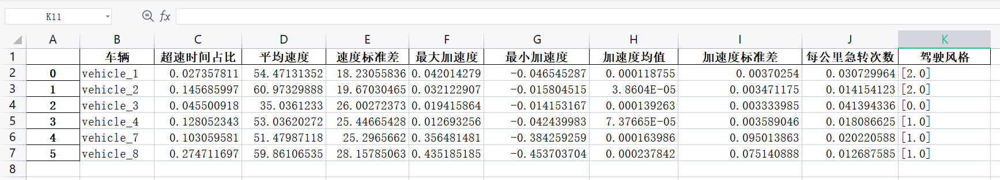 K11 fx
A B C D E F G H I J K
1 车辆 超速时间占比 平均速度 速度标准差 最大加速度 最小加速度 加速度均值 加速度标准差 每公里急转次数 驾驶风格
2 0 vehicle_1 0.027357811 54.47131352 18.23055836 0.042014279 -0.046545287 0.000118755 0.00370254 0.030729964 [2.0]
3 1 vehicle_2 0.145685997 60.97329888 19.67030465 0.032122907 -0.015804515 3.8604E-05 0.003471175 0.014154123 [2.0]
4 2 vehicle_3 0.045500918 35.0361233 26.00272373 0.019415864 -0.014153167 0.000139263 0.003333985 0.041394336 [0.0]
5 3 vehicle_4 0.128052343 53.03620272 25.44665428 0.012693256 -0.042439983 7.37665E-05 0.003589046 0.018086625 [1.0]
6 4 vehicle_7 0.103059581 51.47987118 25.2965662 0.356481481 -0.384259259 0.000163986 0.095013863 0.020220588 [1.0]
7 5 vehicle_8 0.274711697 59.86106535 28.15785063 0.435185185 -0.453703704 0.000237842 0.075140888 0.012687585 [1.0]
8